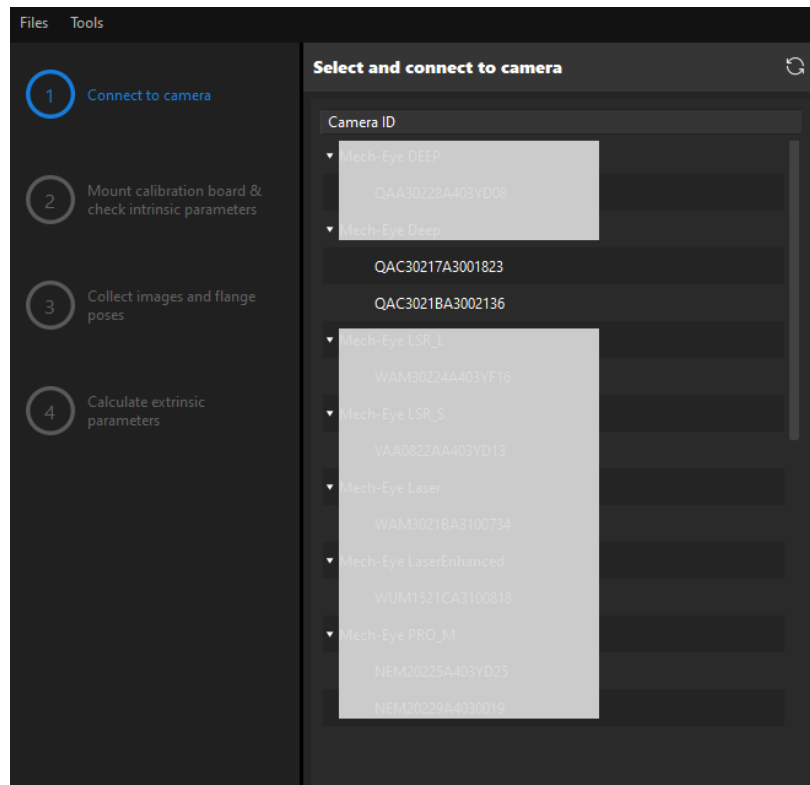 Files Tools
1 Connect to camera
2 Mount calibration board &
check intrinsic parameters
3 Collect images and flange
poses
4 Calculate extrinsic
parameters
Select and connect to camera
Camera ID
Mech-Eye DEEP
QAA30228A403YD08
Mech-Eye Deep
QAC30217A3001823
QAC3021BA3002136
Mech-Eye LSR_L
WAM30224A403YF16
Mech-Eye LSR_S
VAA0822AA403YD13
Mech-Eye Laser
WAM3021BA3100734
Mech-Eye LaserEnhanced
WUM1521CA3100818
Mech-Eye PRO_M
NEM20225A403YD25
NEM20229A4030019